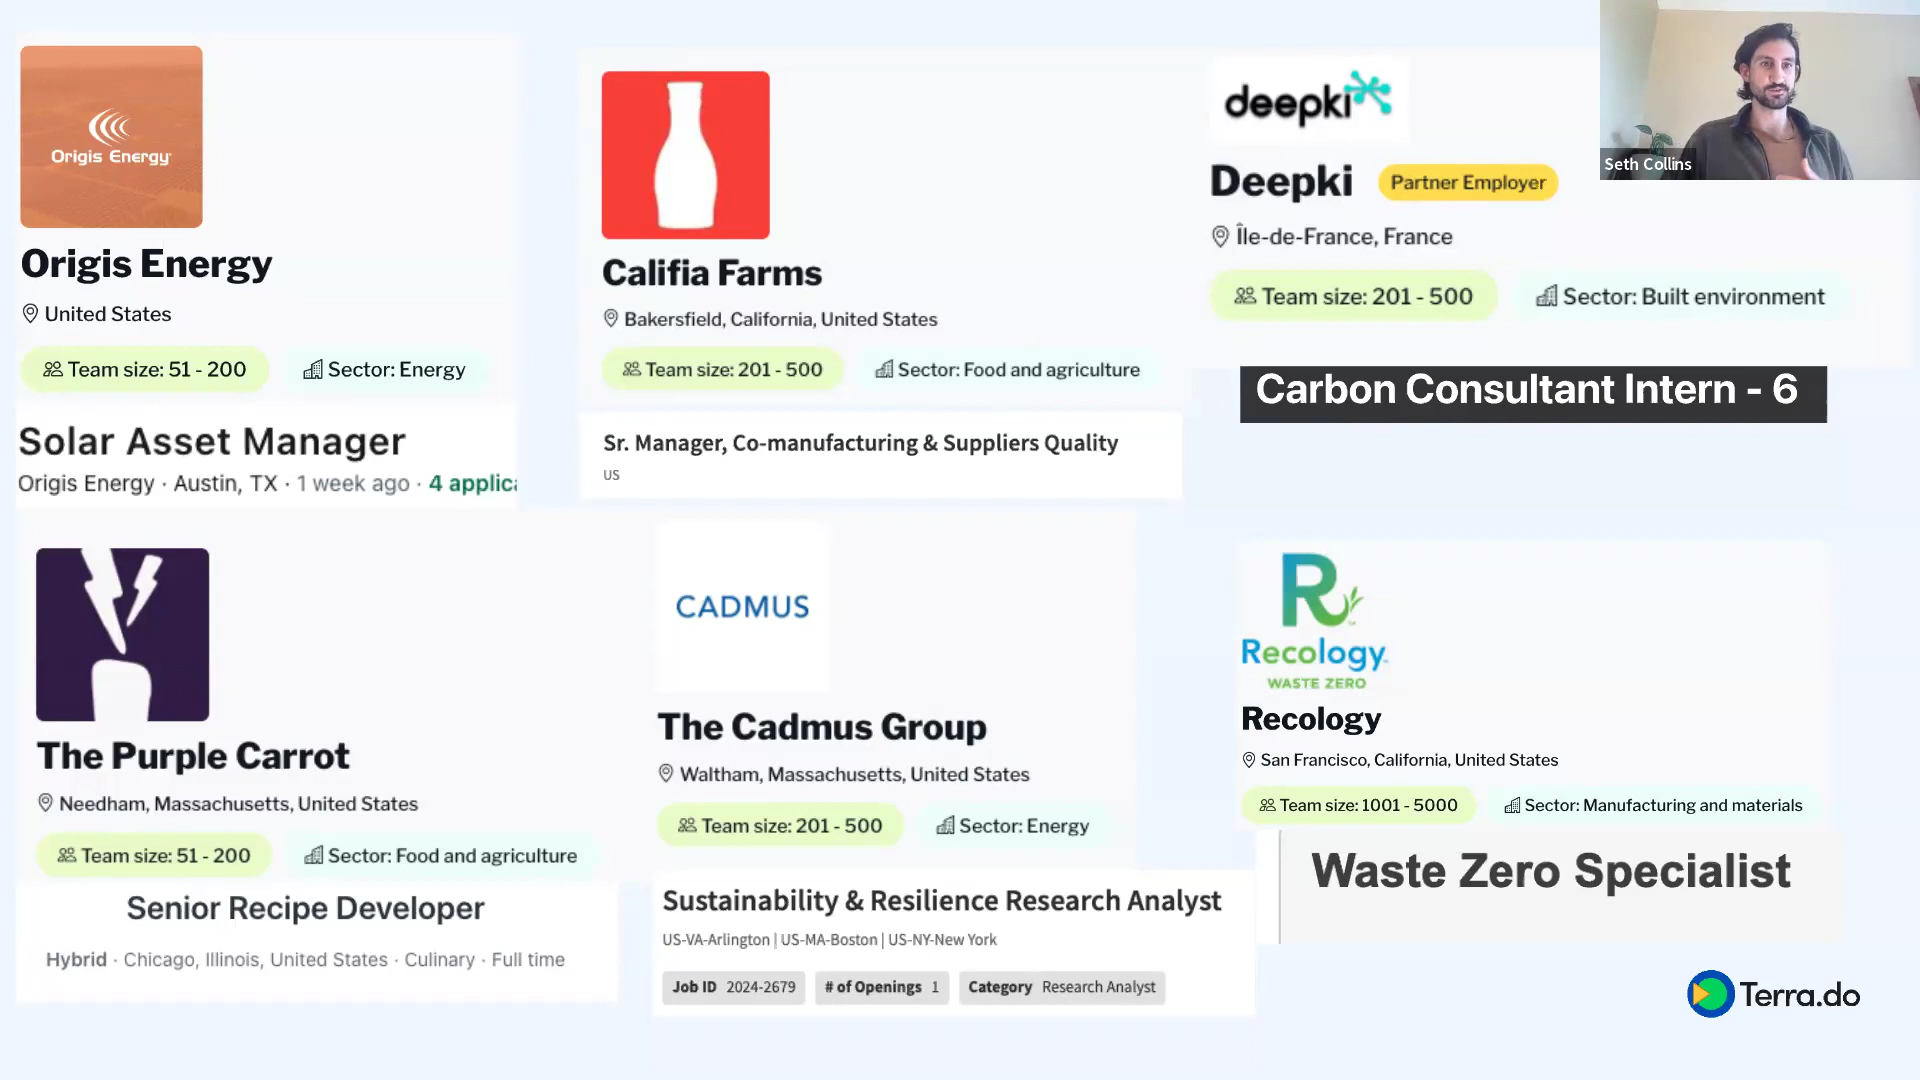 Origis Energy
Origis Energy
United States
Team size: 51 - 200
Sector: Energy
Solar Asset Manager
Origis Energy · Austin, TX · 1 week ago · 4 applica
Califia Farms
Bakersfield, California, United States
Team size: 201 - 500
Sector: Food and agriculture
Sr. Manager, Co-manufacturing & Suppliers Quality
US
deepki
Deepki
Partner Employer
Île-de-France, France
Team size: 201 - 500
Sector: Built environment
Carbon Consultant Intern - 6
Seth Collins
The Purple Carrot
Needham, Massachusetts, United States
Team size: 51 - 200
Sector: Food and agriculture
Senior Recipe Developer
Hybrid · Chicago, Illinois, United States · Culinary · Full time
CADMUS
The Cadmus Group
Waltham, Massachusetts, United States
Team size: 201 - 500
Sector: Energy
Sustainability & Resilience Research Analyst
US-VA-Arlington | US-MA-Boston | US-NY-New York
Job ID 2024-2679
# of Openings 1
Category Research Analyst
R
Recology
WASTE ZERO
Recology
San Francisco, California, United States
Team size: 1001 - 5000
Sector: Manufacturing and materials
Waste Zero Specialist
Terra.do